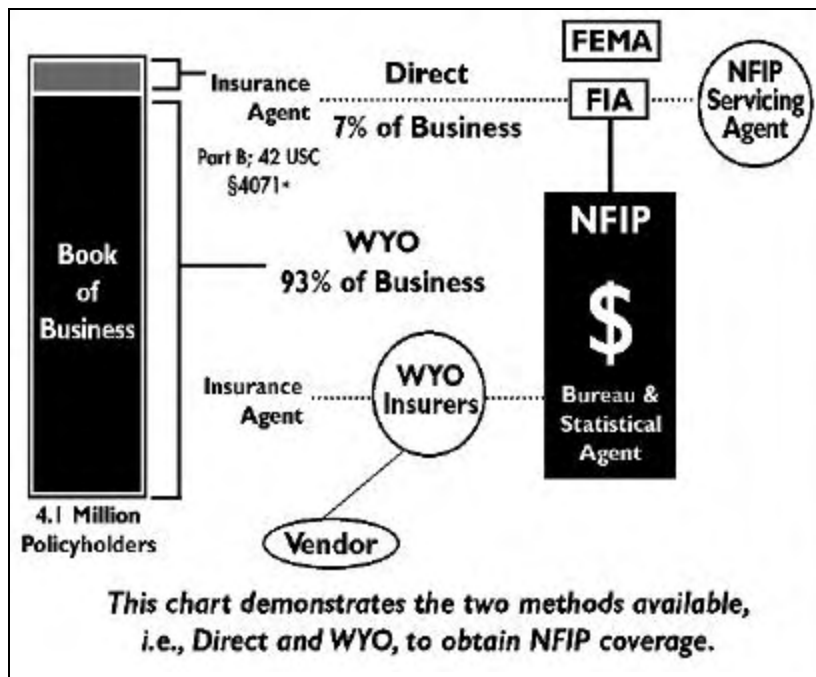 FEMA
Direct
FIA
NFIP
Servicing
Agent
Insurance
Agent
7% of Business
Part B; 42 USC
§4071*
Book
of
Business
WYO
93% of Business
NFIP
$
Bureau &
Statistical
Agent
Insurance
Agent
WYO
Insurers
Vendor
4.1 Million
Policyholders
This chart demonstrates the two methods available,
i.e., Direct and WYO, to obtain NFIP coverage.